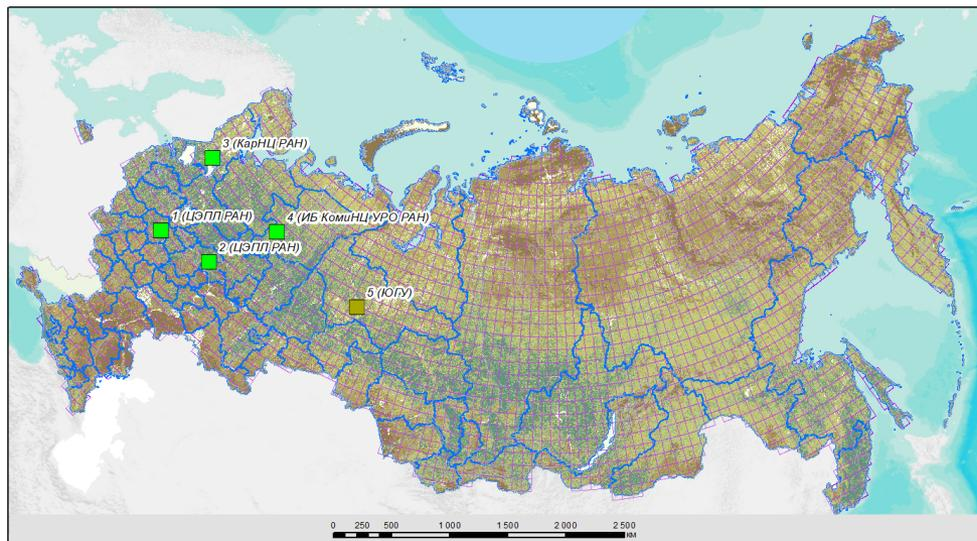 3 (КарНЦ РАН)
1 (ЦЭПЛ РАН)
4 (ИБ КомиНЦ УРО РАН)
2 (ЦЭПЛ РАН)
5 (ЮГУ)
0 250 500 1 000 1 500 2 000 2 500
КМ